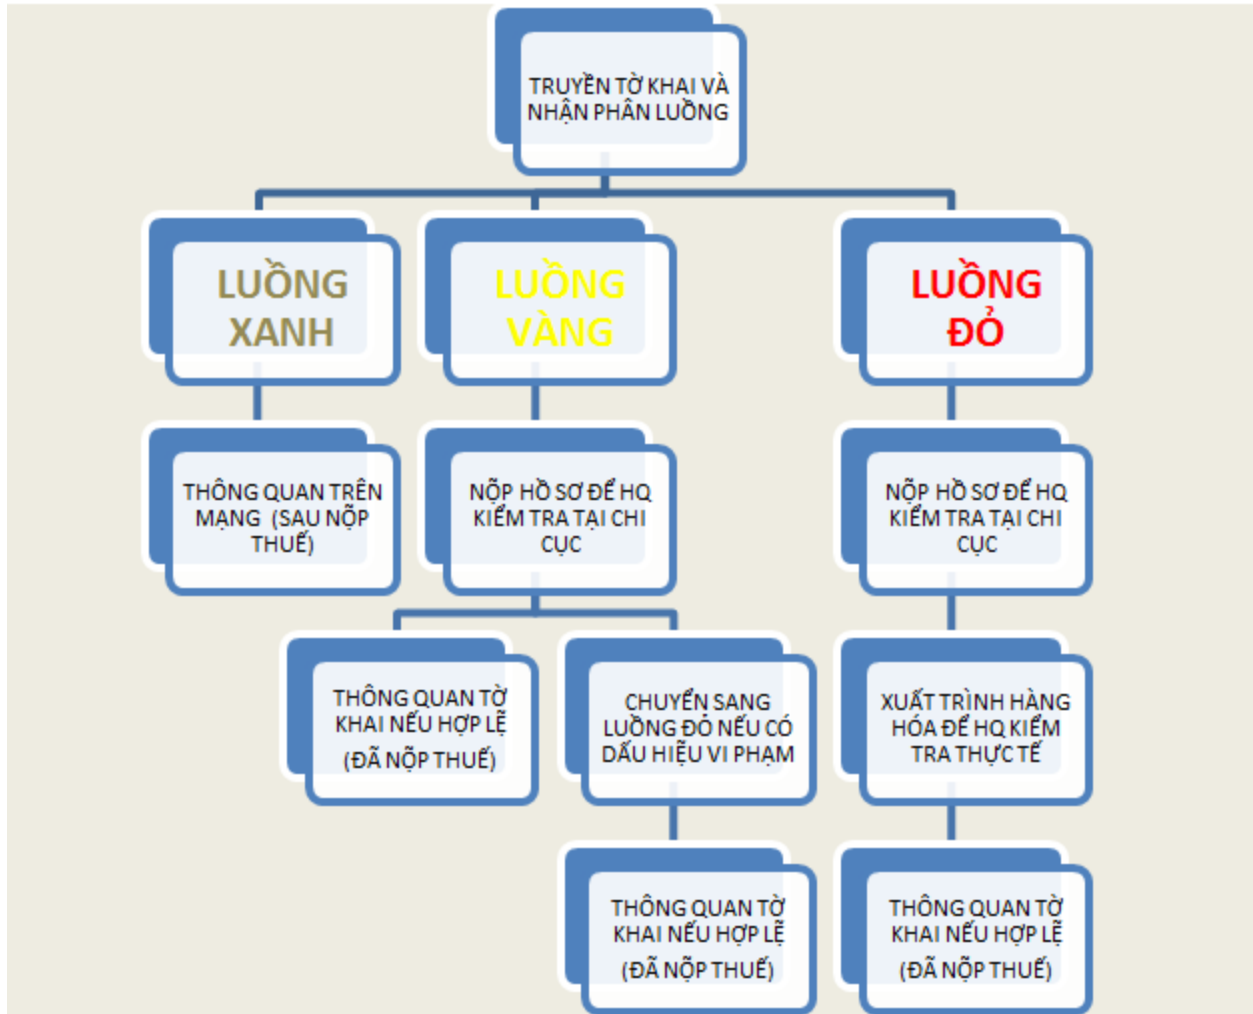 TRUYỀN TỜ KHAI VÀ
NHẬN PHÂN LUỒNG
LUỒNG
XANH
LUỒNG
VÀNG
LUỒNG
ĐỎ
THÔNG QUAN TRÊN
MẠNG (SAU NỘP
THUẾ)
NỘP HỒ SƠ ĐỂ HQ
KIỂM TRA TẠI CHI
CỤC
NỘP HỒ SƠ ĐỂ HQ
KIỂM TRA TẠI CHI
CỤC
THÔNG QUAN TỜ
KHAI NẾU HỢP LỆ
(ĐÃ NỘP THUẾ)
CHUYỂN SANG
LUỒNG ĐỎ NẾU CÓ
DẤU HIỆU VI PHẠM
XUẤT TRÌNH HÀNG
HÓA ĐỂ HQ KIỂM
TRA THỰC TẾ
THÔNG QUAN TỜ
KHAI NẾU HỢP LỆ
(ĐÃ NỘP THUẾ)
THÔNG QUAN TỜ
KHAI NẾU HỢP LỆ
(ĐÃ NỘP THUẾ)